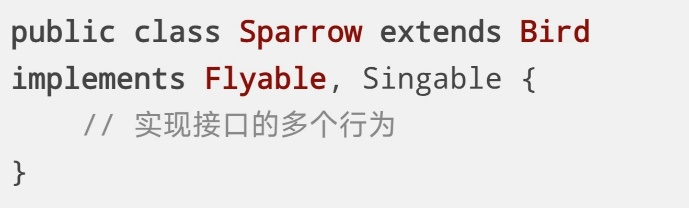 public class Sparrow extends Bird
implements Flyable, Singable {
    // 实现接口的多个行为
}